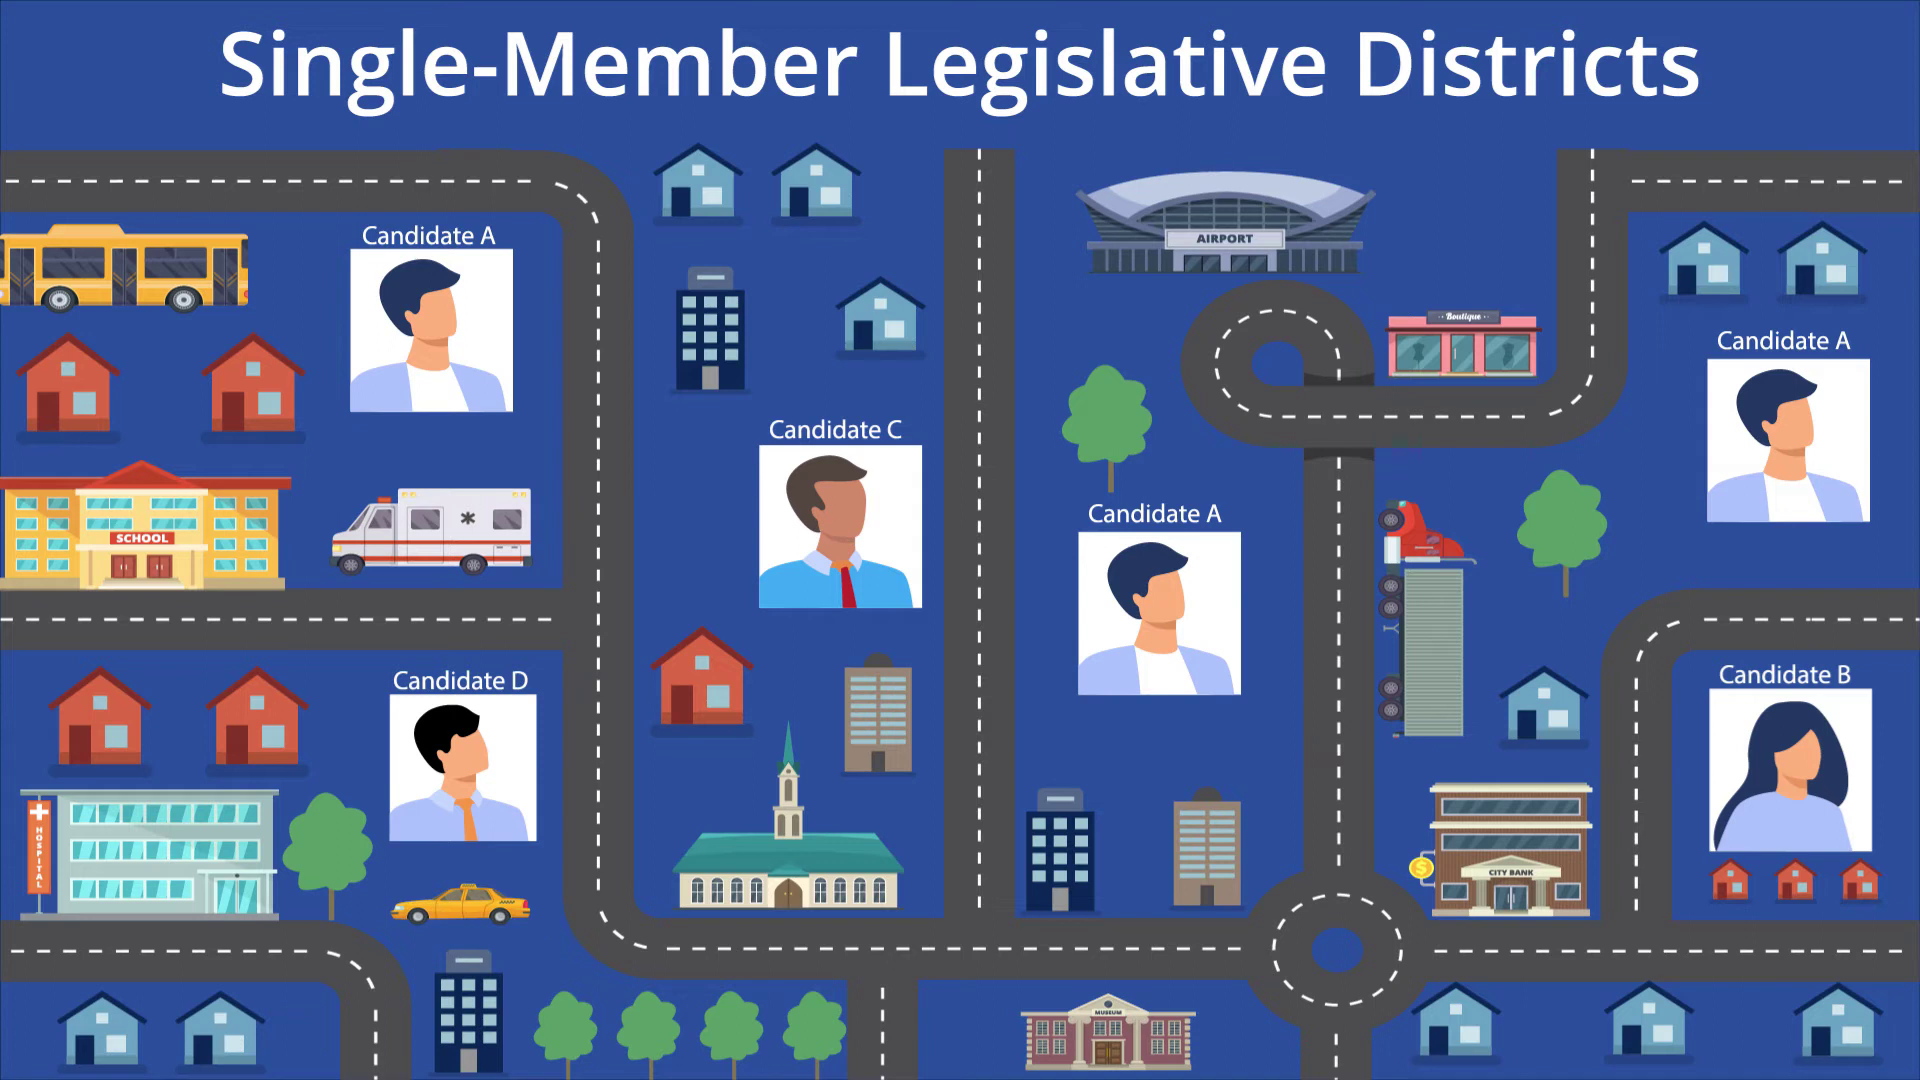 Single-Member Legislative Districts
Candidate A
AIRPORT
Boutique
Candidate A
Candidate C
Candidate A
SCHOOL
Candidate D
Candidate B
HOSPITAL
$
CITY BANK
MUSEUM